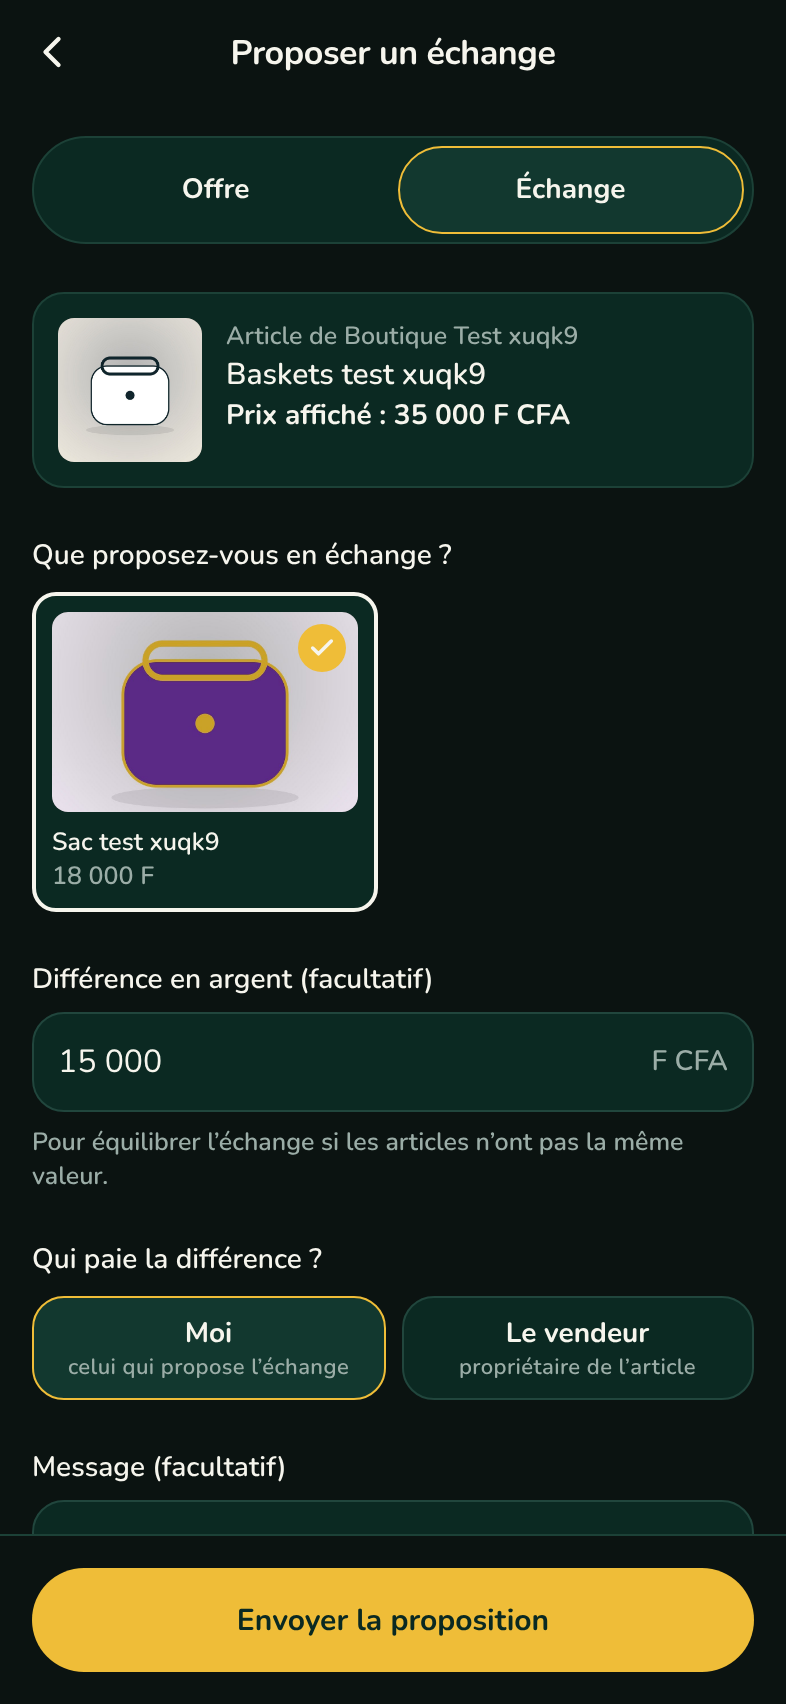 Proposer un échange
Offre
Échange
Article de Boutique Test xuqk9
Baskets test xuqk9
Prix affiché : 35 000 F CFA
Que proposez-vous en échange ?
Sac test xuqk9
18 000 F
Différence en argent (facultatif)
15 000
F CFA
Pour équilibrer l’échange si les articles n’ont pas la même
valeur.
Qui paie la différence ?
Moi
celui qui propose l’échange
Le vendeur
propriétaire de l’article
Message (facultatif)
Envoyer la proposition